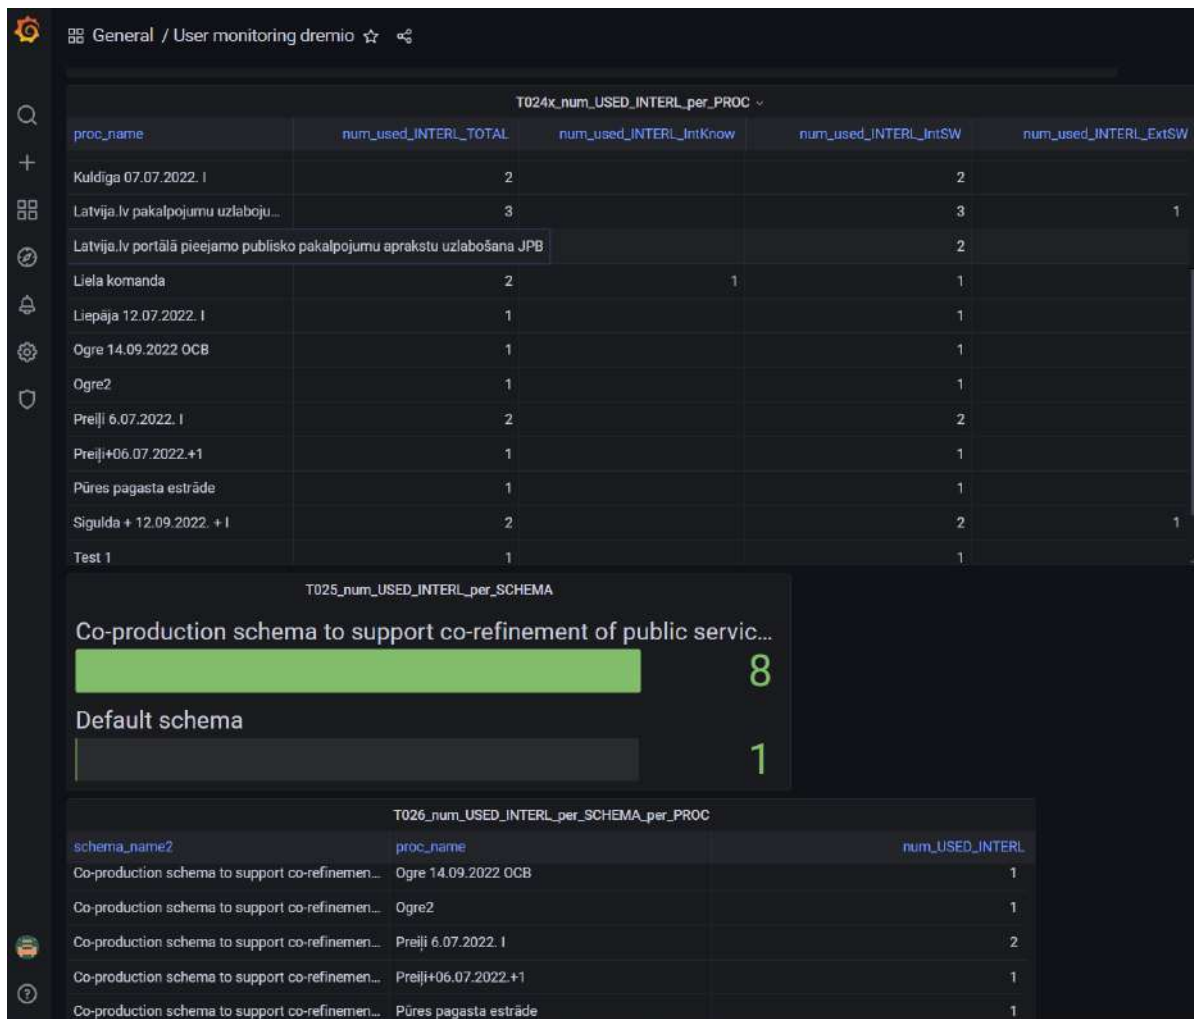 General / User monitoring dremio
T024x_num_USED_INTERL_per_PROC
proc_name num_used_INTERL_TOTAL num_used_INTERL_IntKnow num_used_INTERL_IntSW num_used_INTERL_ExtSW
Kuldīga 07.07.2022. I 2 2
Latvija.lv pakalpojumu uzlaboju... 3 3 1
Latvija.lv portālā pieejamo publisko pakalpojumu aprakstu uzlabošana JPB 2
Liela komanda 2 1 1
Liepāja 12.07.2022. I 1 1
Ogre 14.09.2022 OCB 1 1
Ogre2 1 1
Preiļi 6.07.2022. I 2 2
Preiļi+06.07.2022.+1 1 1
Pūres pagasta estrāde 1 1
Sigulda + 12.09.2022. + I 2 2 1
Test 1 1 1
T025_num_USED_INTERL_per_SCHEMA
Co-production schema to support co-refinement of public servic...
8
Default schema
1
T026_num_USED_INTERL_per_SCHEMA_per_PROC
schema_name2 proc_name num_USED_INTERL
Co-production schema to support co-refinemen... Ogre 14.09.2022 OCB 1
Co-production schema to support co-refinemen... Ogre2 1
Co-production schema to support co-refinemen... Preiļi 6.07.2022. I 2
Co-production schema to support co-refinemen... Preiļi+06.07.2022.+1 1
Co-production schema to support co-refinemen... Pūres pagasta estrāde 1